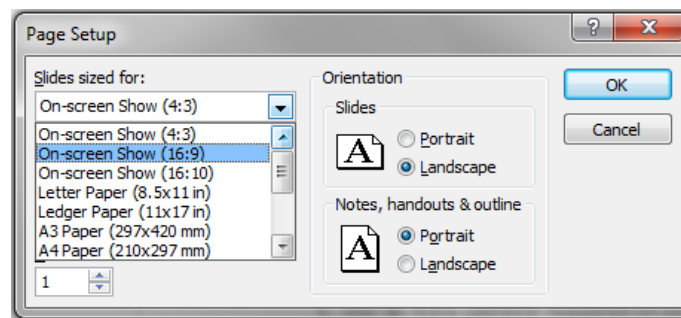 Page Setup
Slides sized for:
On-screen Show (4:3)
On-screen Show (4:3)
On-screen Show (16:9)
On-screen Show (16:10)
Letter Paper (8.5x11 in)
Ledger Paper (11x17 in)
A3 Paper (297x420 mm)
A4 Paper (210x297 mm)
1
Orientation
Slides
A
Portrait
Landscape
Notes, handouts & outline
A
Portrait
Landscape
?
X
OK
Cancel